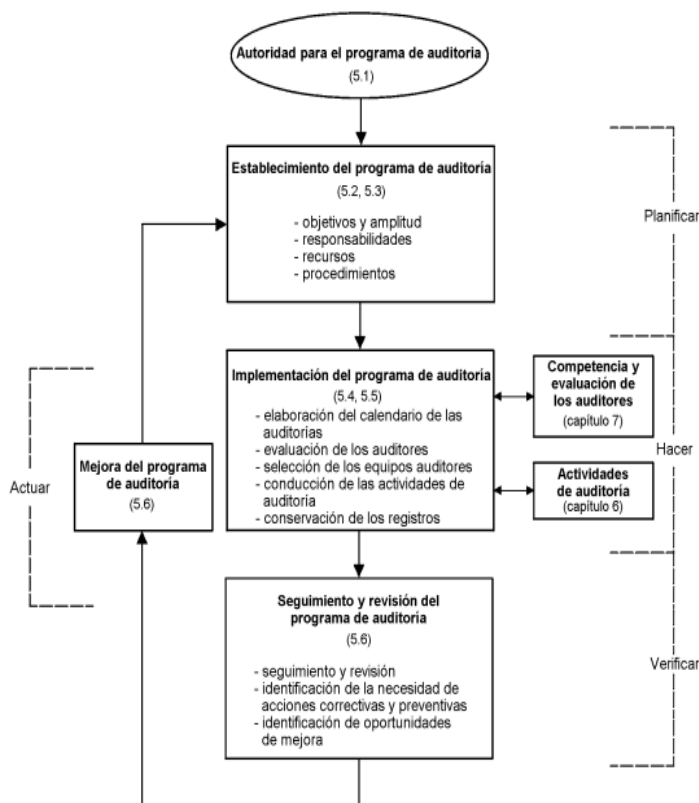 Autoridad para el programa de auditoria
(5.1)
Establecimiento del programa de auditoría
(5.2, 5.3)
- objetivos y amplitud
- responsabilidades
- recursos
- procedimientos
Planificar
Implementación del programa de auditoría
(5.4, 5.5)
- elaboración del calendario de las
auditorías
- evaluación de los auditores
- selección de los equipos auditores
- conducción de las actividades de
auditoría
- conservación de los registros
Competencia y
evaluación de
los auditores
(capítulo 7)
Hacer
Actividades
de auditoría
(capítulo 6)
Actuar
Mejora del programa
de auditoría
(5.6)
Seguimiento y revisión del
programa de auditoría
(5.6)
- seguimiento y revisión
- identificación de la necesidad de
acciones correctivas y preventivas
- identificación de oportunidades
de mejora
Verificar